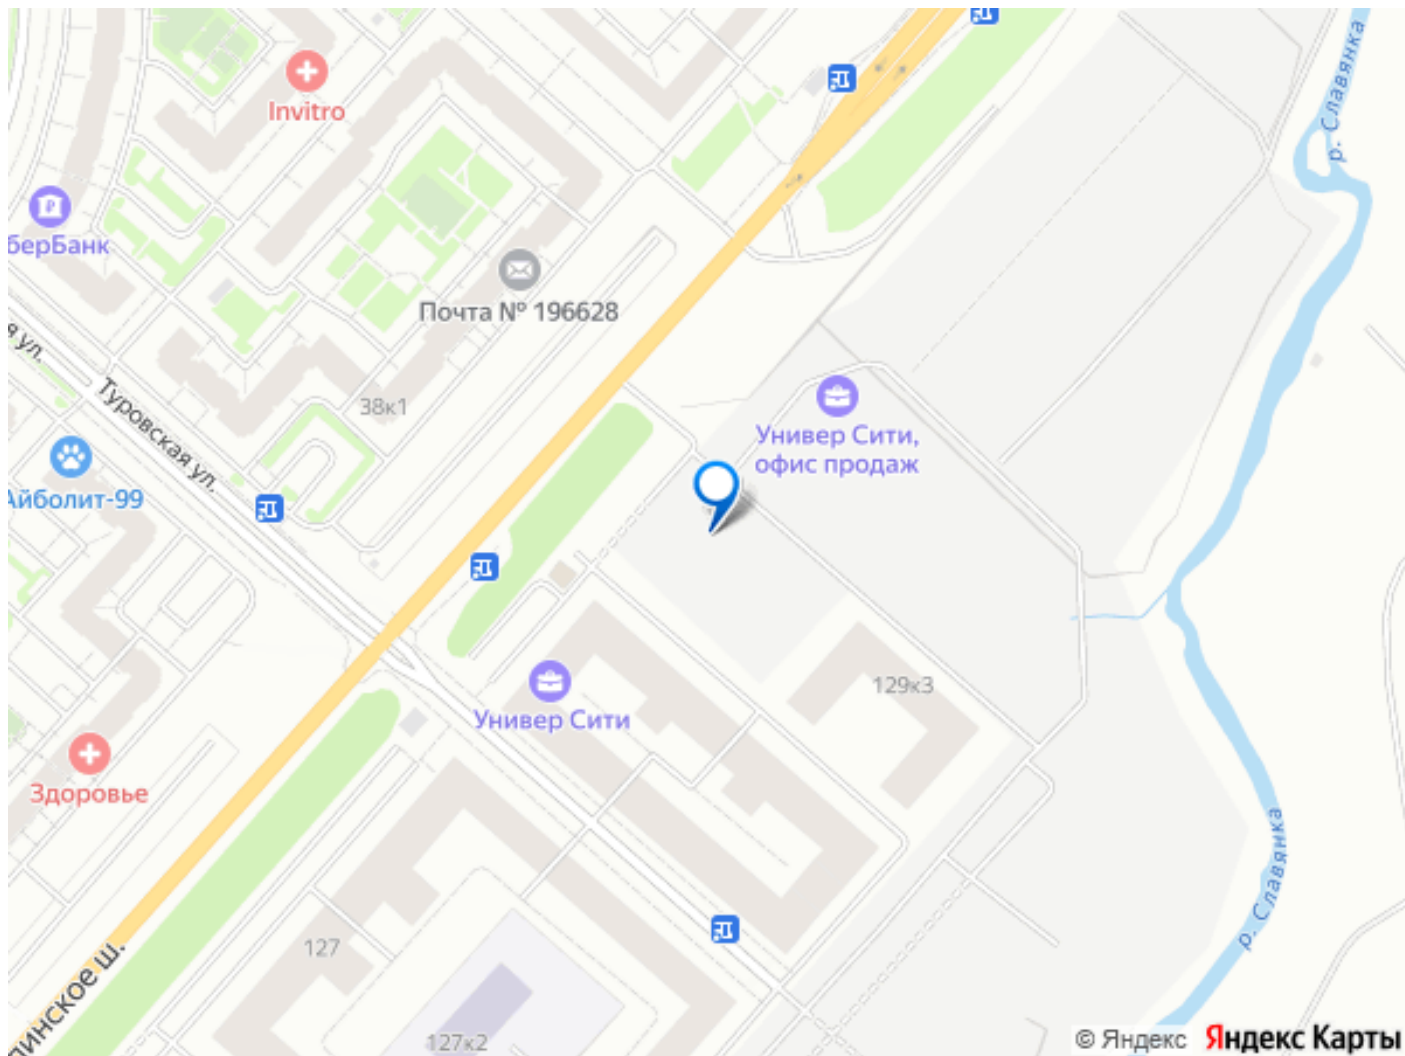 р. Славянка
Invitro
берБанк
Почта № 196628
я ул.
Туровская ул.
38к1
Универ Сити,
офис продаж
Айболит-99
129к3
Универ Сити
Здоровье
р. Славянка
127
линское ш.
127к2
© Яндекс Яндекс Карты